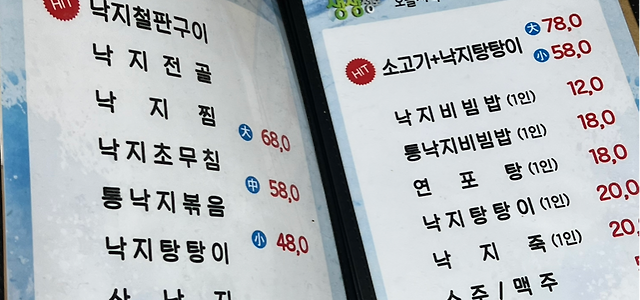 HIT 낙지철판구이
낙지전골
낙지찜
낙지초무침
통낙지볶음
낙지탕탕이
산낙지
大 68,0
中 58,0
小 48,0
생생
HIT 소고기+낙지탕탕이 大 78,0
小 58,0
낙지비빔밥 (1인) 12,0
통낙지비빔밥 (1인) 18,0
연포탕 (1인) 18,0
낙지탕탕이 (1인) 20,0
낙지죽 (1인) 20,
소주/맥주